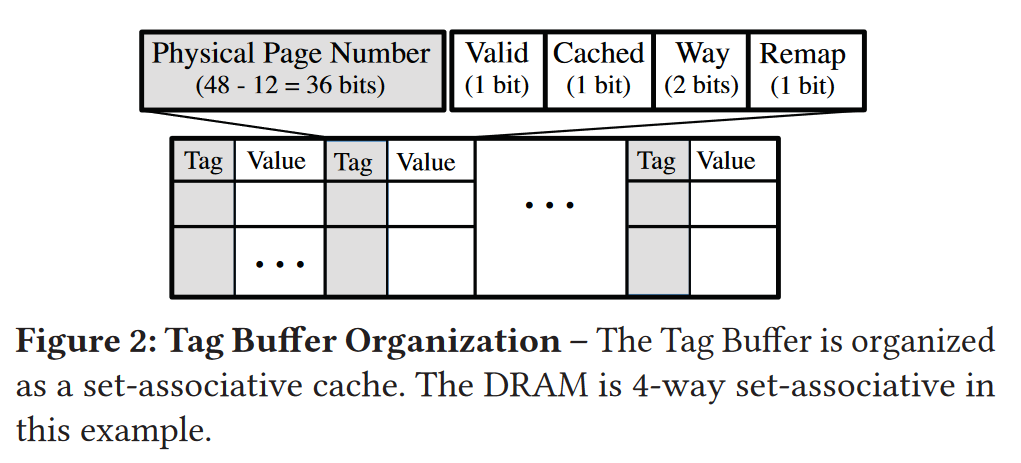 Physical Page Number Valid Cached Way Remap
(48 - 12 = 36 bits) (1 bit) (1 bit) (2 bits) (1 bit)
Tag Value Tag Value Tag Value
• • •
• • •
Figure 2: Tag Buffer Organization – The Tag Buffer is organized
as a set-associative cache. The DRAM is 4-way set-associative in
this example.